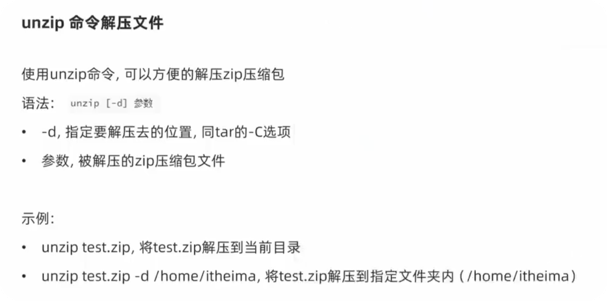 unzip 命令解压文件
使用unzip命令, 可以方便的解压zip压缩包
语法： unzip [-d] 参数
• -d, 指定要解压去的位置, 同tar的-C选项
• 参数, 被解压的zip压缩包文件
示例：
• unzip test.zip, 将test.zip解压到当前目录
• unzip test.zip -d /home/itheima, 将test.zip解压到指定文件夹内（/home/itheima）